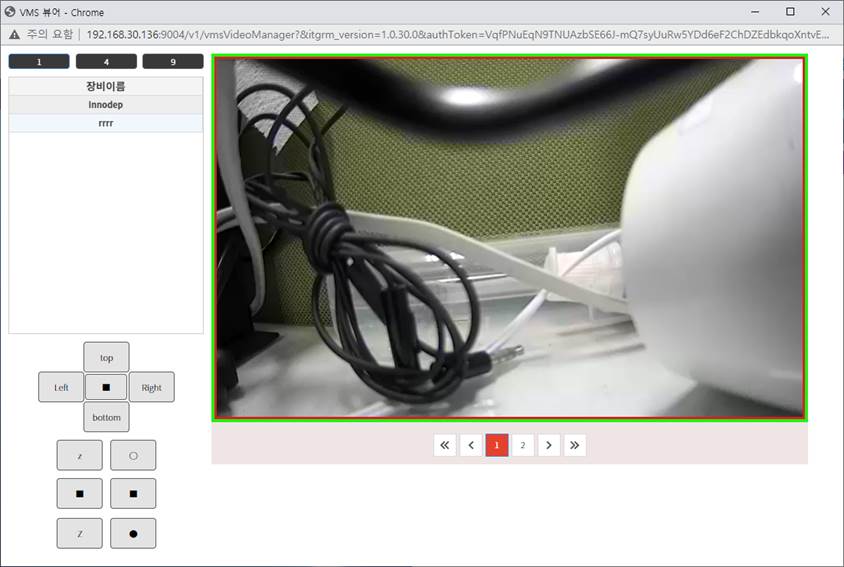 VMS 뷰어 - Chrome
주의 요함 | 192.168.30.136:9004/v1/vmsVideoManager?&itgrm_version=1.0.30.0&authToken=VqfPNuEqN9TNUAzbSE66J-mQ7syUuRw5YDd6eF2ChDZEdbkqoXntvE...
1 4 9
장비이름
Innodep
rrrr
top
Left ■ Right
bottom
z ○
■ ■
Z ●
« ‹ 1 2 › »